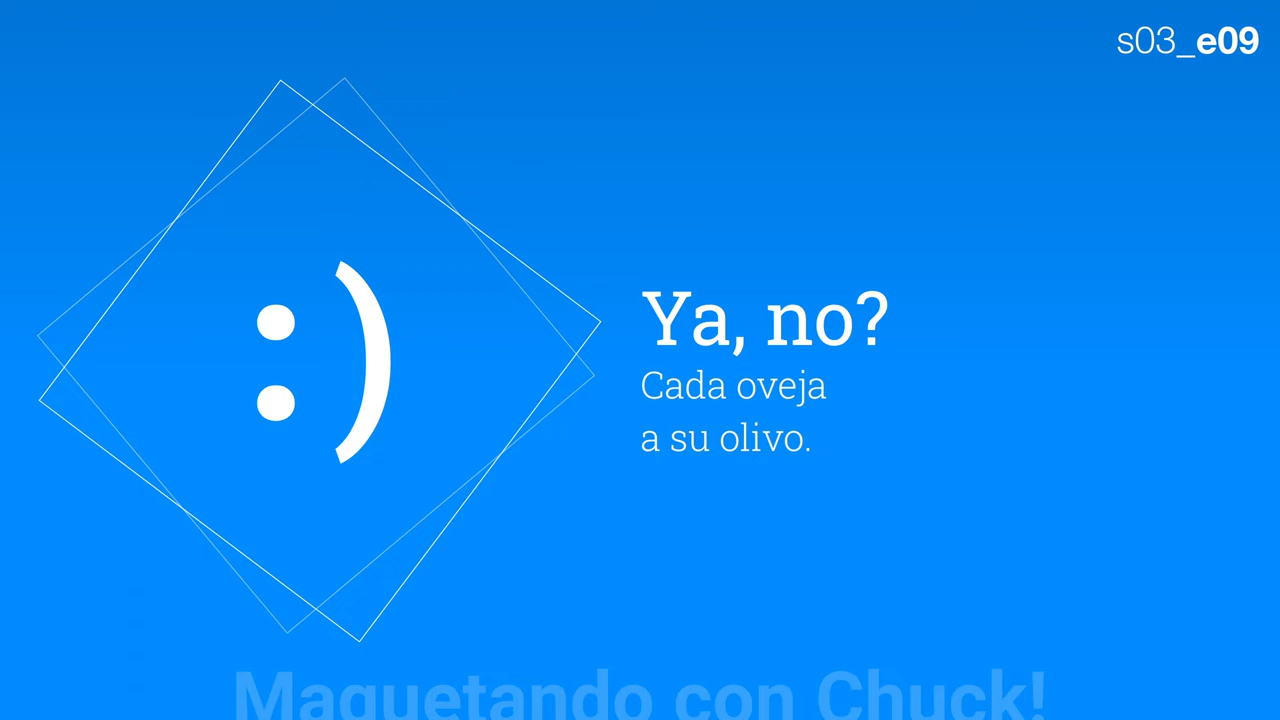 s03_e09
:)
Ya, no?
Cada oveja
a su olivo.
Maquetando con Chuck!